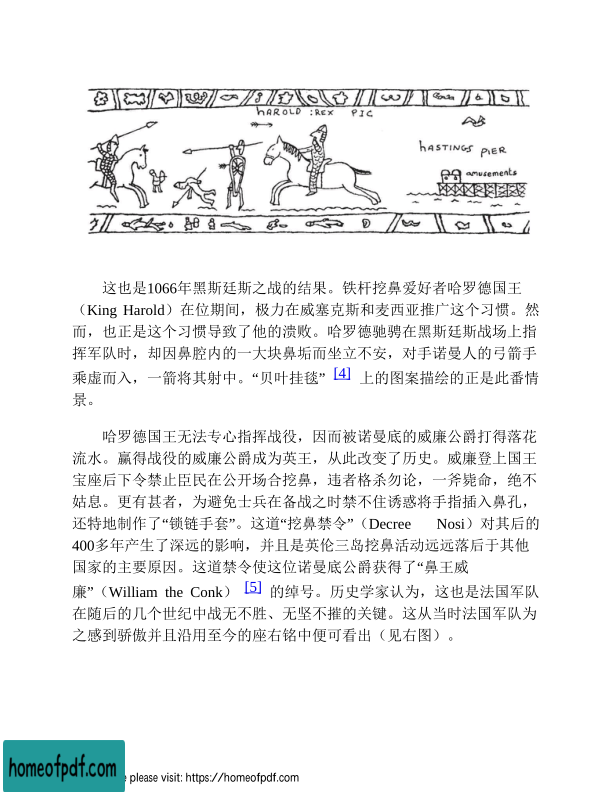 HAROLD :REX PIC
HASTINGS PIER
amusements
这也是1066年黑斯廷斯之战的结果。铁杆挖鼻爱好者哈罗德国王
（King Harold）在位期间，极力在威塞克斯和麦西亚推广这个习惯。然
而，也正是这个习惯导致了他的溃败。哈罗德驰骋在黑斯廷斯战场上指
挥军队时，却因鼻腔内的一大块鼻垢而坐立不安，对手诺曼人的弓箭手
乘虚而入，一箭将其射中。“贝叶挂毯” [4] 上的图案描绘的正是此番情
景。
哈罗德国王无法专心指挥战役，因而被诺曼底的威廉公爵打得落花
流水。赢得战役的威廉公爵成为英王，从此改变了历史。威廉登上国王
宝座后下令禁止臣民在公开场合挖鼻，违者格杀勿论，一斧毙命，绝不
姑息。更有甚者，为避免士兵在备战之时禁不住诱惑将手指插入鼻孔，
还特地制作了“锁链手套”。这道“挖鼻禁令”（Decree Nosi）对其后的
400多年产生了深远的影响，并且是英伦三岛挖鼻活动远远落后于其他
国家的主要原因。这道禁令使这位诺曼底公爵获得了“鼻王威
廉”（William the Conk） [5] 的绰号。历史学家认为，这也是法国军队
在随后的几个世纪中战无不胜、无坚不摧的关键。这从当时法国军队为
之感到骄傲并且沿用至今的座右铭中便可看出（见右图）。
homeofpdf.com
e please visit: https://homeofpdf.com